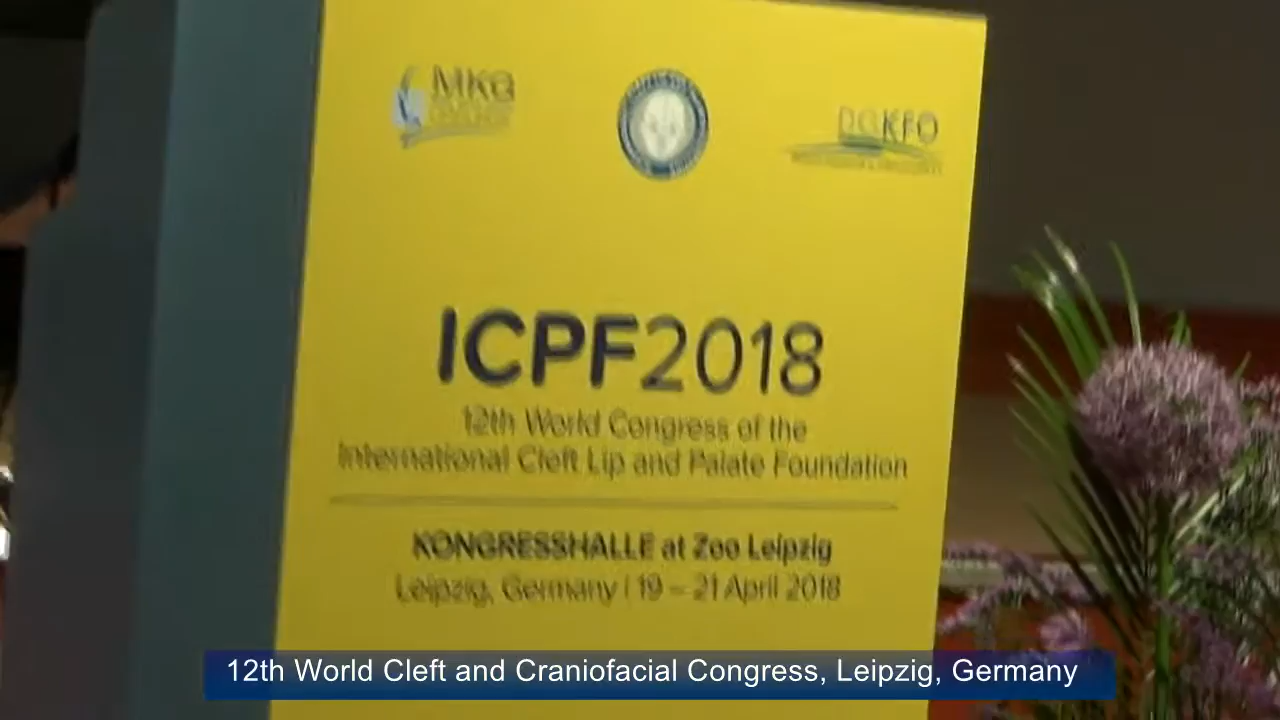 MKG
DGKFO
ICPF2018
12th World Congress of the
International Cleft Lip and Palate Foundation
KONGRESSHALLE at Zoo Leipzig
Leipzig, Germany | 19 – 21 April 2018
12th World Cleft and Craniofacial Congress, Leipzig, Germany